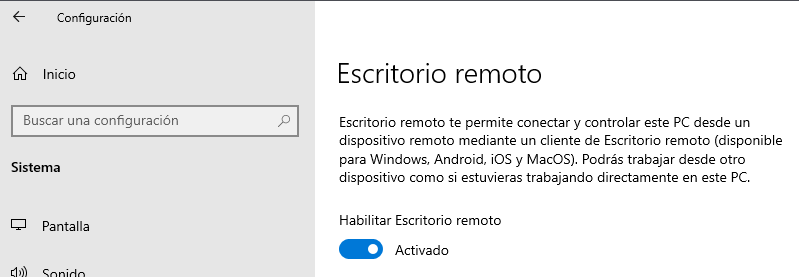 Configuración
Inicio
Buscar una configuración
Sistema
Pantalla
Sonido
Escritorio remoto
Escritorio remoto te permite conectar y controlar este PC desde un
dispositivo remoto mediante un cliente de Escritorio remoto (disponible
para Windows, Android, iOS y MacOS). Podrás trabajar desde otro
dispositivo como si estuvieras trabajando directamente en este PC.
Habilitar Escritorio remoto
Activado